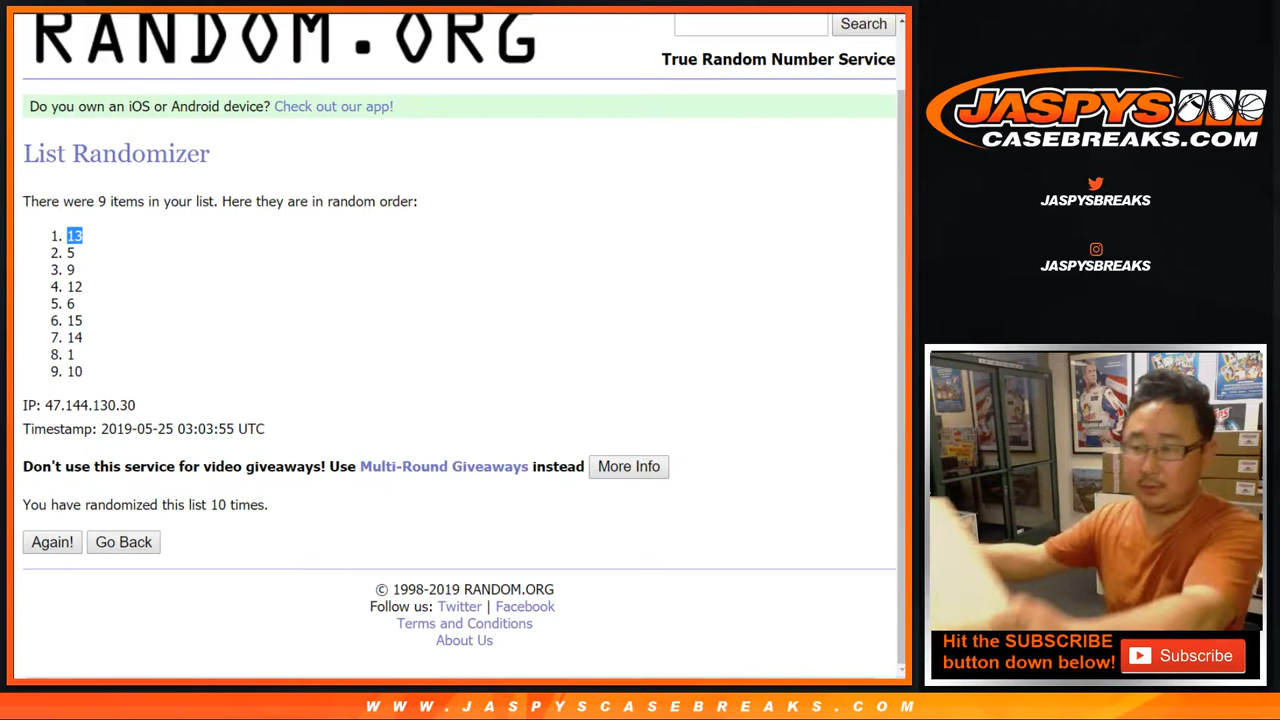 RANDOM.ORG
Search
True Random Number Service
Do you own an iOS or Android device? Check out our app!
List Randomizer
There were 9 items in your list. Here they are in random order:
1. 13
2. 5
3. 9
4. 12
5. 6
6. 15
7. 14
8. 1
9. 10
IP: 47.144.130.30
Timestamp: 2019-05-25 03:03:55 UTC
Don't use this service for video giveaways! Use Multi-Round Giveaways instead More Info
You have randomized this list 10 times.
Again! Go Back
© 1998-2019 RANDOM.ORG
Follow us: Twitter | Facebook
Terms and Conditions
About Us
JASPYS
CASEBREAKS.COM
JASPYSBREAKS
JASPYSBREAKS
Hit the SUBSCRIBE
button down below!
Subscribe
WWW.JASPYSCASEBREAKS.COM